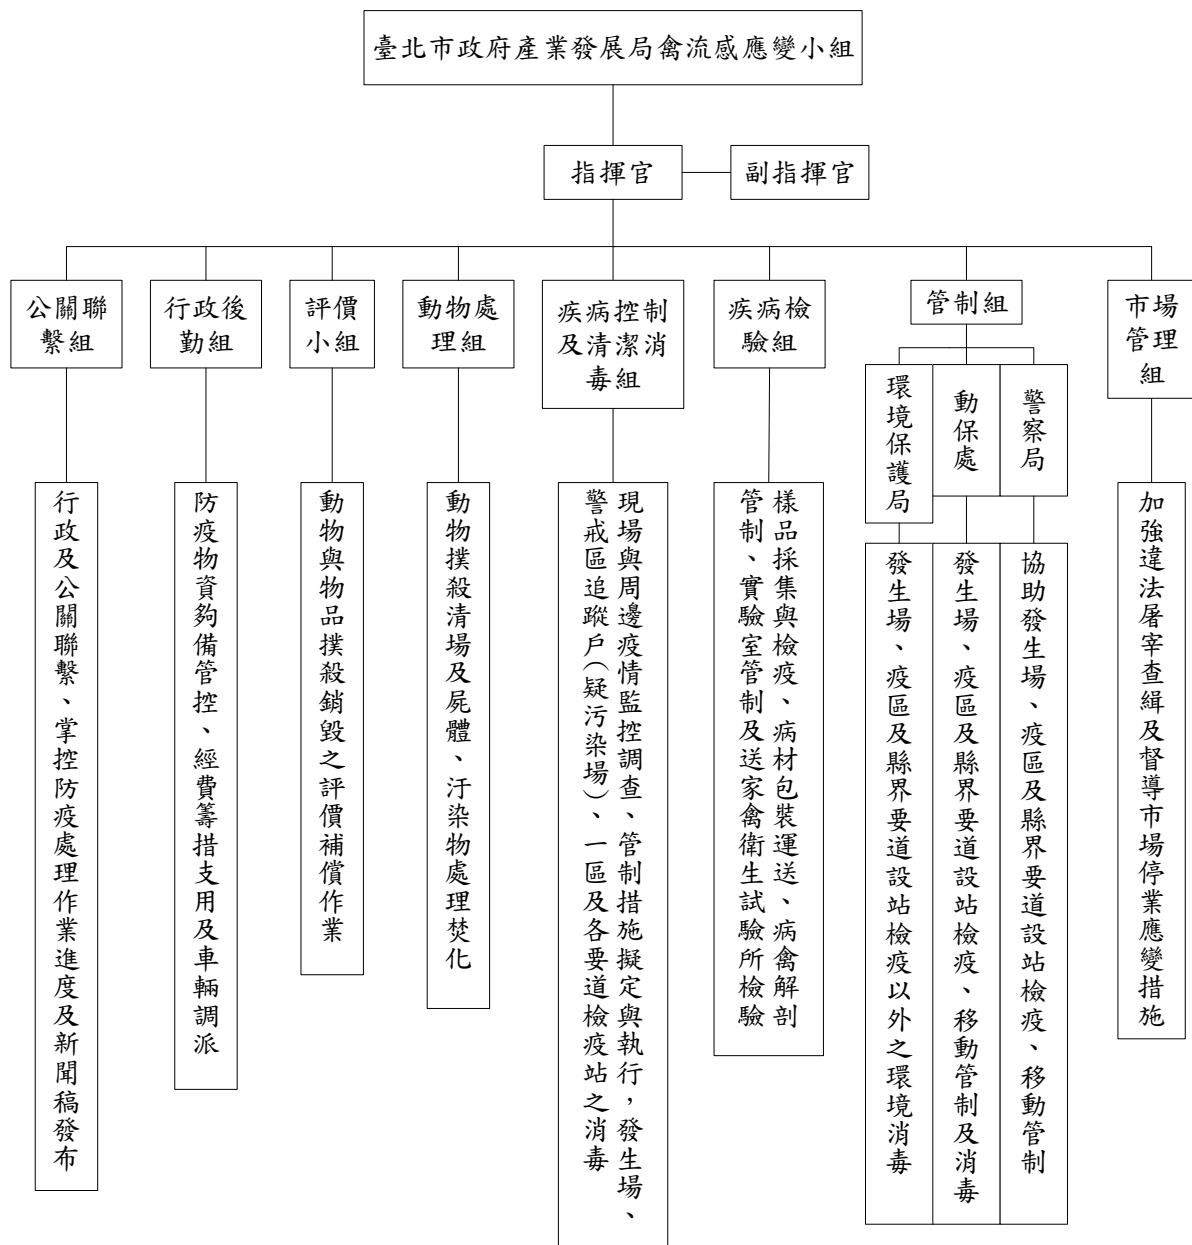 臺北市政府產業發展局禽流感應變小組
指揮官
副指揮官
公關聯
繫組
行政後
勤組
評價
小組
動物處
理組
疾病控制
及清潔消
毒組
疾病檢
驗組
管制組
市場
管理
組
環境保護局
動保處
警察局
行政及公關聯繫、掌控防疫處理作業進度及新聞稿發布
防疫物資夠備管控、經費籌措支用及車輛調派
動物與物品撲殺銷毀之評價補償作業
動物撲殺清場及屍體、汙染物處理焚化
現場與周邊疫情監控調查、管制措施擬定與執行，發生場、
警戒區追蹤戶(疑污染場)、一區及各要道檢疫站之消毒
樣品採集與檢疫、病材包裝運送、病禽解剖
管制、實驗室管制及送家禽衛生試驗所檢驗
發生場、疫區及縣界要道設站檢疫以外之環境消毒
發生場、疫區及縣界要道設站檢疫、移動管制及消毒
協助發生場、疫區及縣界要道設站檢疫、移動管制
加強違法屠宰查緝及督導市場停業應變措施